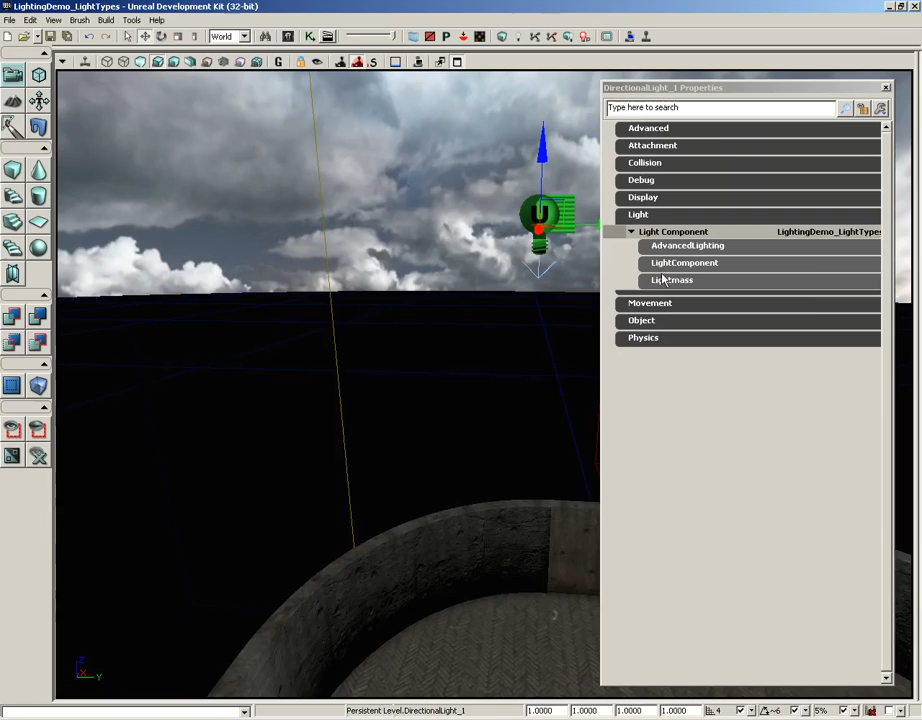 LightingDemo_LightTypes - Unreal Development Kit (32-bit)
File Edit View Brush Build Tools Help
World
DirectionalLight_1 Properties
Type here to search
Advanced
Attachment
Collision
Debug
Display
Light
Light Component LightingDemo_LightTypes
AdvancedLighting
LightComponent
Lightmass
Movement
Object
Physics
Z
X
Y
Persistent Level.DirectionalLight_1
1.0000 1.0000 1.0000 1.0000
4
~6
5%